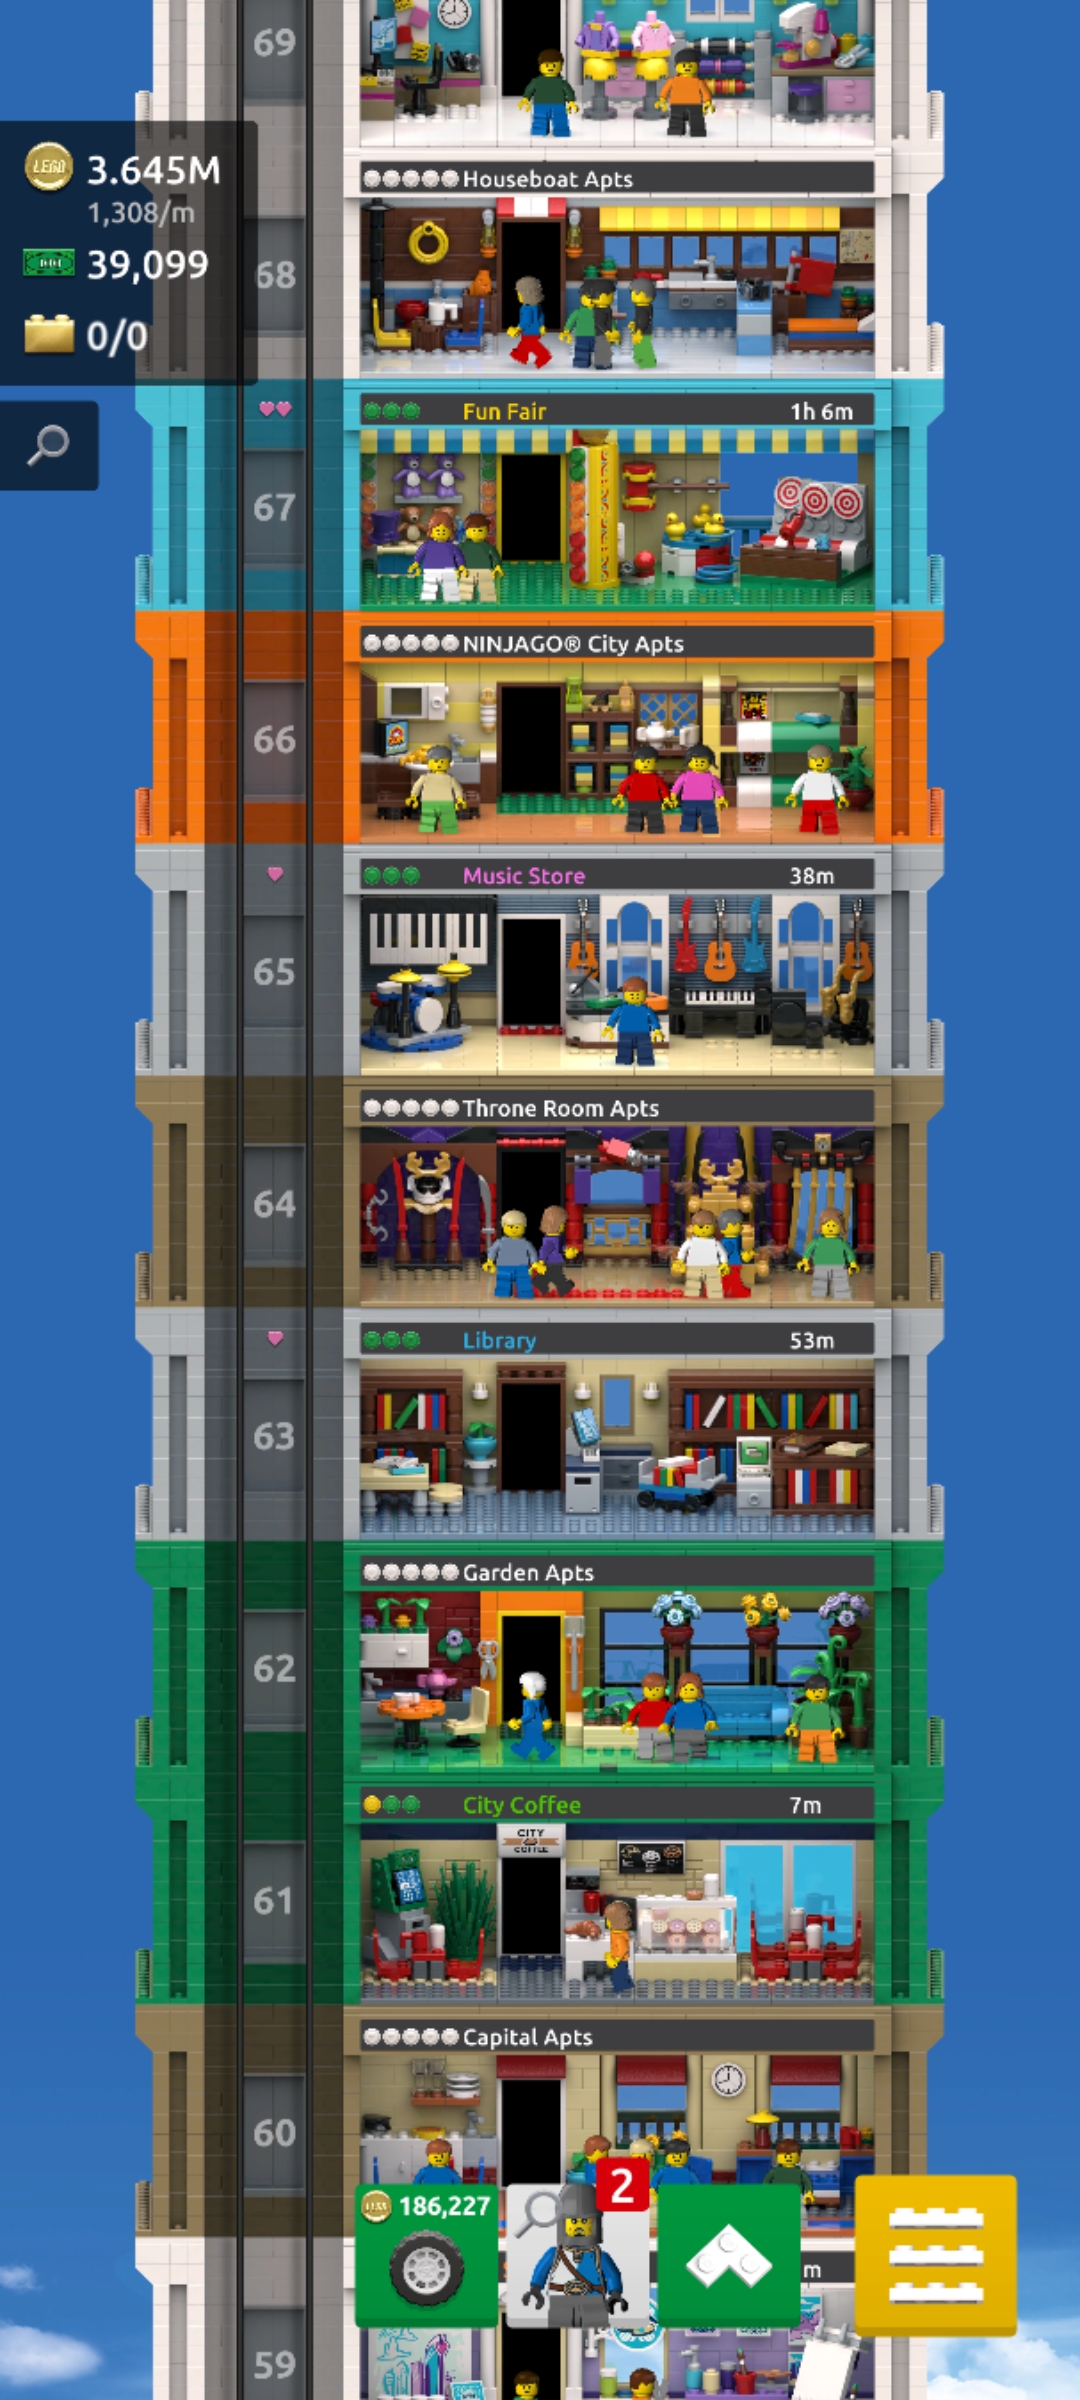 69
LEGO 3.645M
1,308/m
39,099
0/0
Houseboat Apts
68
Fun Fair 1h 6m
67
NINJAGO® City Apts
66
Music Store 38m
65
Throne Room Apts
64
Library 53m
63
Garden Apts
62
City Coffee 7m
CITY
COFFEE
61
Capital Apts
60
186,227
2
m
59